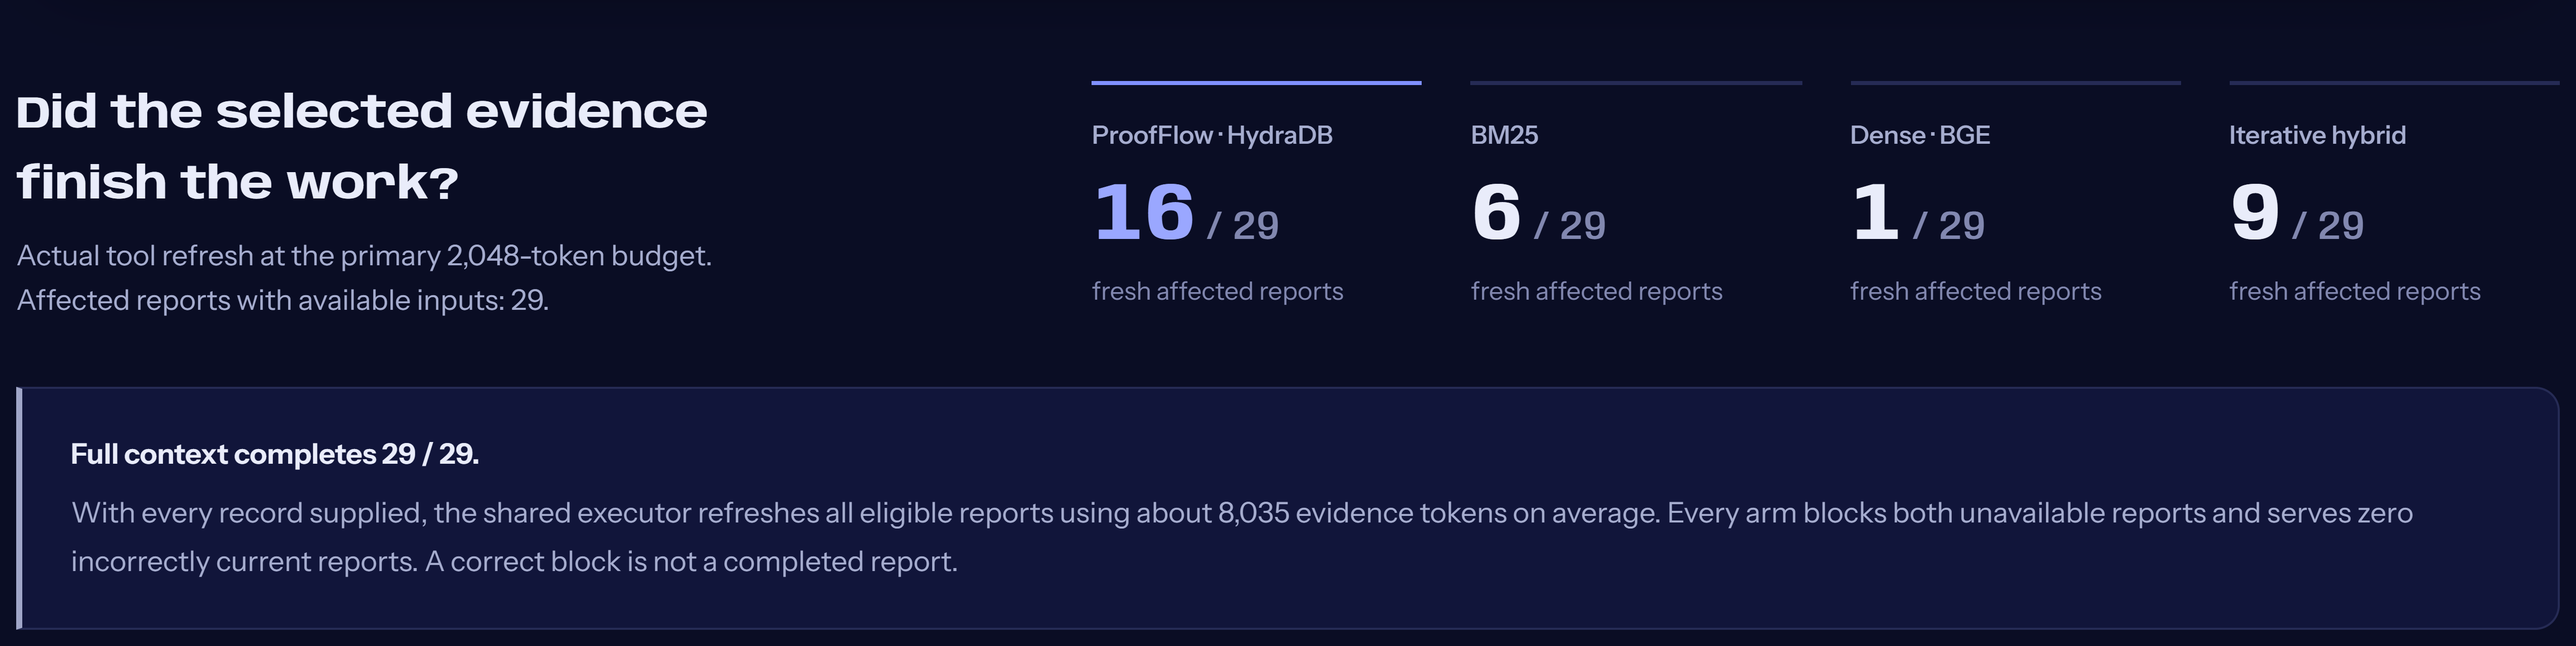 Did the selected evidence
finish the work?
Actual tool refresh at the primary 2,048-token budget.
Affected reports with available inputs: 29.
ProofFlow · HydraDB
16 / 29
fresh affected reports
BM25
6 / 29
fresh affected reports
Dense · BGE
1 / 29
fresh affected reports
Iterative hybrid
9 / 29
fresh affected reports
Full context completes 29 / 29.
With every record supplied, the shared executor refreshes all eligible reports using about 8,035 evidence tokens on average. Every arm blocks both unavailable reports and serves zero
incorrectly current reports. A correct block is not a completed report.